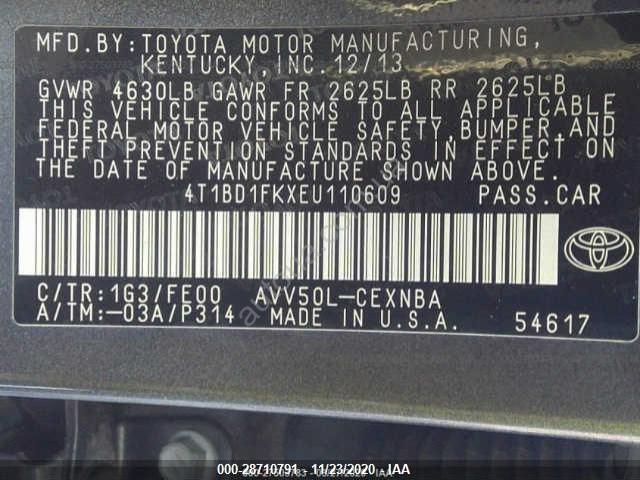 MFD. BY: TOYOTA MOTOR MANUFACTURING,
KENTUCKY, INC. 12/13
GVWR 4630LB GAWR FR 2625LB RR 2625LB
THIS VEHICLE CONFORMS TO ALL APPLICABLE
FEDERAL MOTOR VEHICLE SAFETY, BUMPER, AND
THEFT PREVENTION STANDARDS IN EFFECT ON
THE DATE OF MANUFACTURE SHOWN ABOVE.
4T1BD1FKXEU110609 PASS. CAR
C/TR: 1G3/FE00 AVV50L-CEXNBA
A/TM: -03A/P314 MADE IN U.S.A. 54617
000-28710791 - 11/23/2020 - IAA